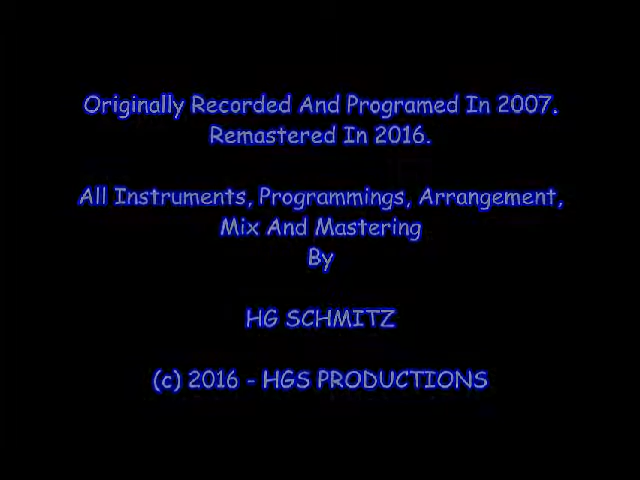 Originally Recorded And Programed In 2007.
Remastered In 2016.
All Instruments, Programmings, Arrangement,
Mix And Mastering
By
HG SCHMITZ
(c) 2016 - HGS PRODUCTIONS